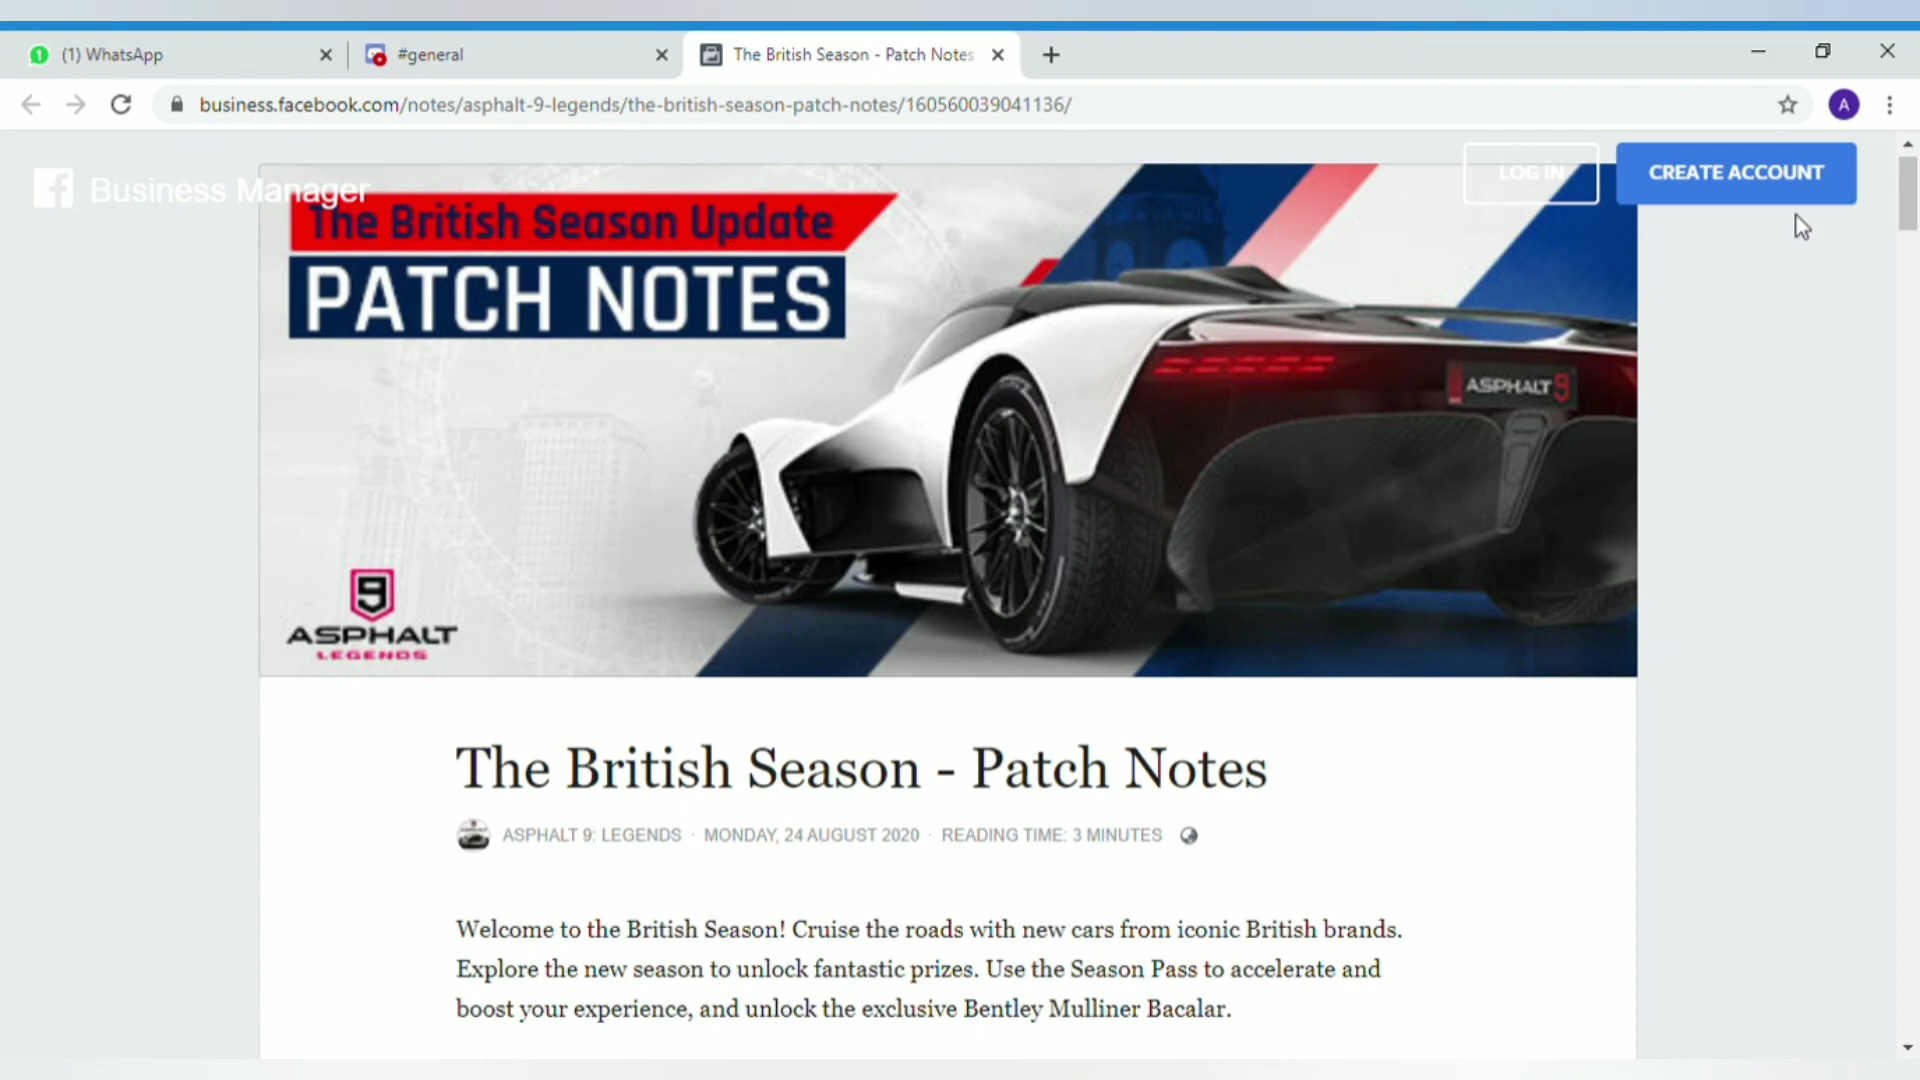 1 (1) WhatsApp
#general
The British Season - Patch Notes
business.facebook.com/notes/asphalt-9-legends/the-british-season-patch-notes/160560039041136/
A
Business Manager
LOG IN
CREATE ACCOUNT
The British Season Update
PATCH NOTES
ASPHALT 9
9
ASPHALT
LEGENDS
The British Season - Patch Notes
ASPHALT 9: LEGENDS · MONDAY, 24 AUGUST 2020 · READING TIME: 3 MINUTES
Welcome to the British Season! Cruise the roads with new cars from iconic British brands.
Explore the new season to unlock fantastic prizes. Use the Season Pass to accelerate and
boost your experience, and unlock the exclusive Bentley Mulliner Bacalar.